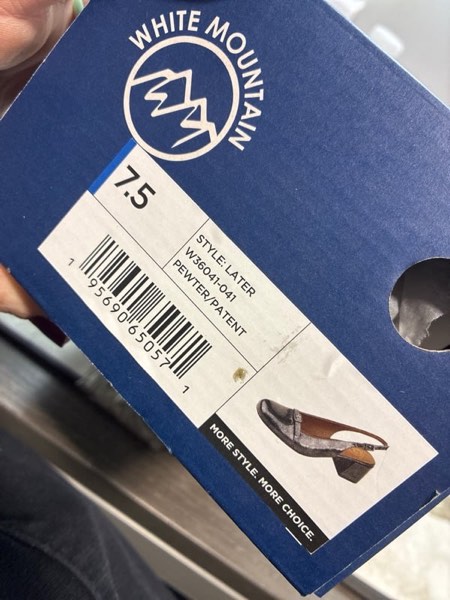 WHITE MOUNTAIN
7.5
STYLE: LATER
W36041-041
PEWTER/PATENT
1 95690 65057 1
MORE STYLE. MORE CHOICE.